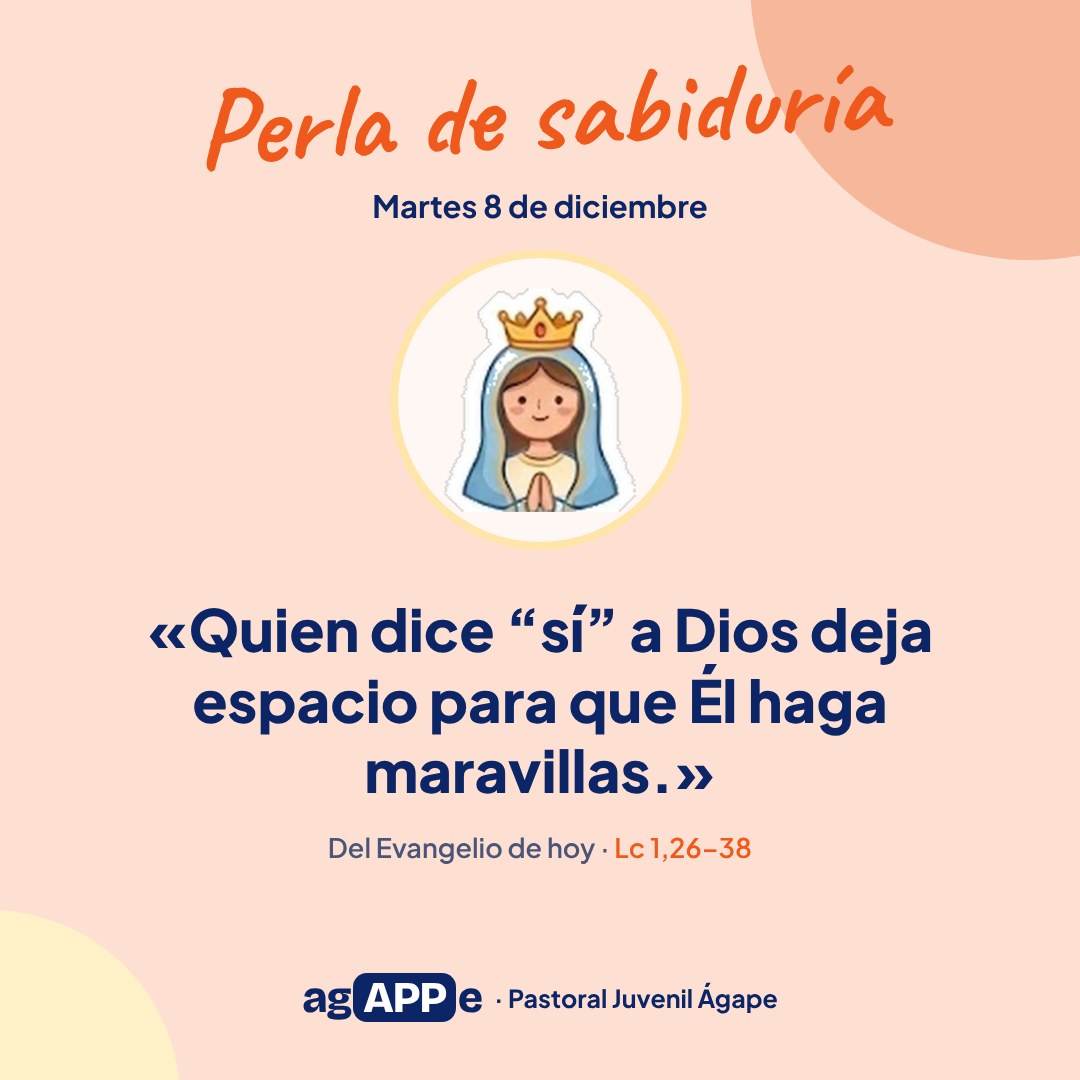 Perla de sabiduría
Martes 8 de diciembre
«Quien dice “sí” a Dios deja
espacio para que Él haga
maravillas.»
Del Evangelio de hoy · Lc 1,26–38
agAPPe · Pastoral Juvenil Ágape